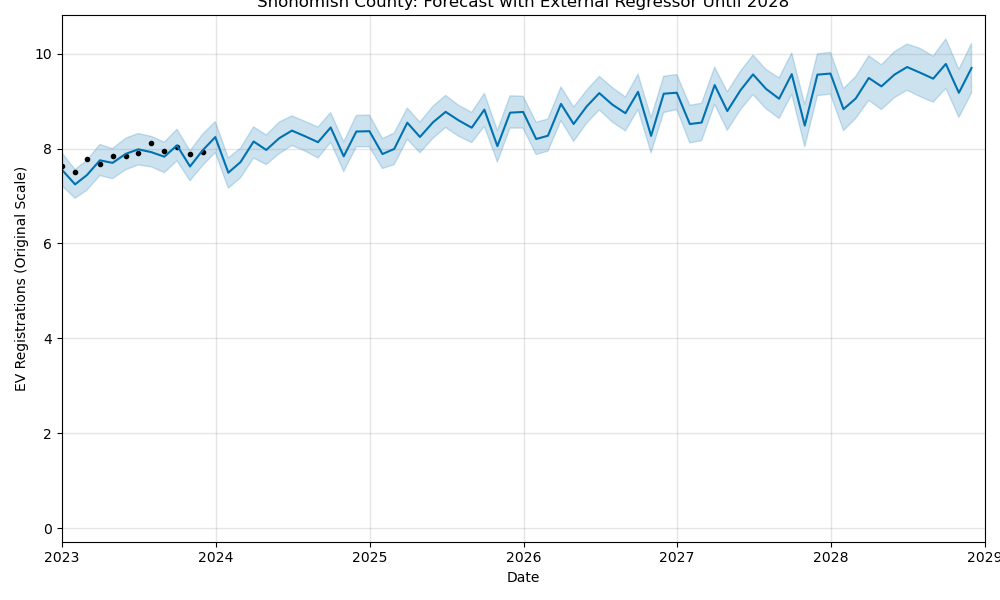 Snohomish County: Forecast with External Regressor Until 2028
EV Registrations (Original Scale)
10
8
6
4
2
0
2023 2024 2025 2026 2027 2028 2029
Date